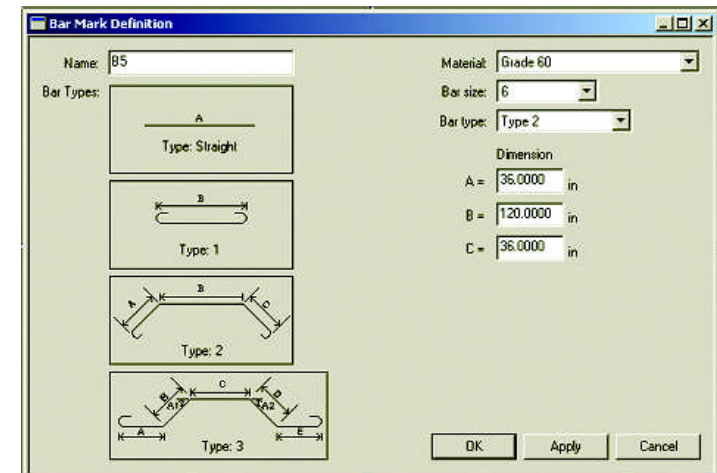 Bar Mark Definition
Name: B5
Bar Types:
A
Type: Straight
B
Type: 1
A B C
Type: 2
A B A1 C A2 D E
Type: 3
Material: Grade 60
Bar size: 6
Bar type: Type 2
Dimension
A = 36.0000 in
B = 120.0000 in
C = 36.0000 in
OK Apply Cancel